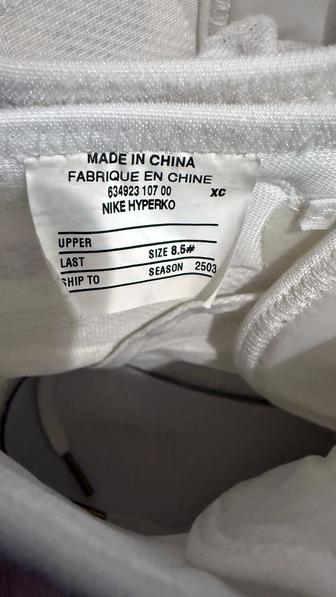 MADE IN CHINA
FABRIQUE EN CHINE
634923 107 00 XC
NIKE HYPERKO
UPPER
LAST SIZE 8.5#
SHIP TO SEASON 2503